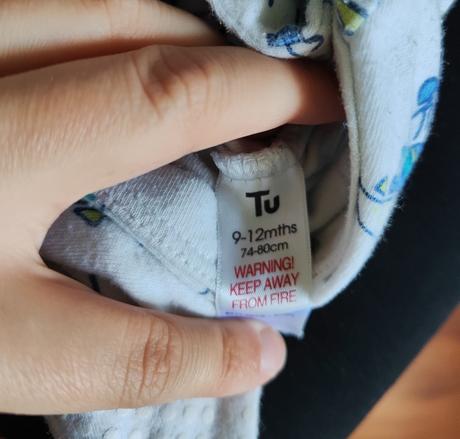 Tu
9-12mths
74-80cm
WARNING!
KEEP AWAY
FROM FIRE